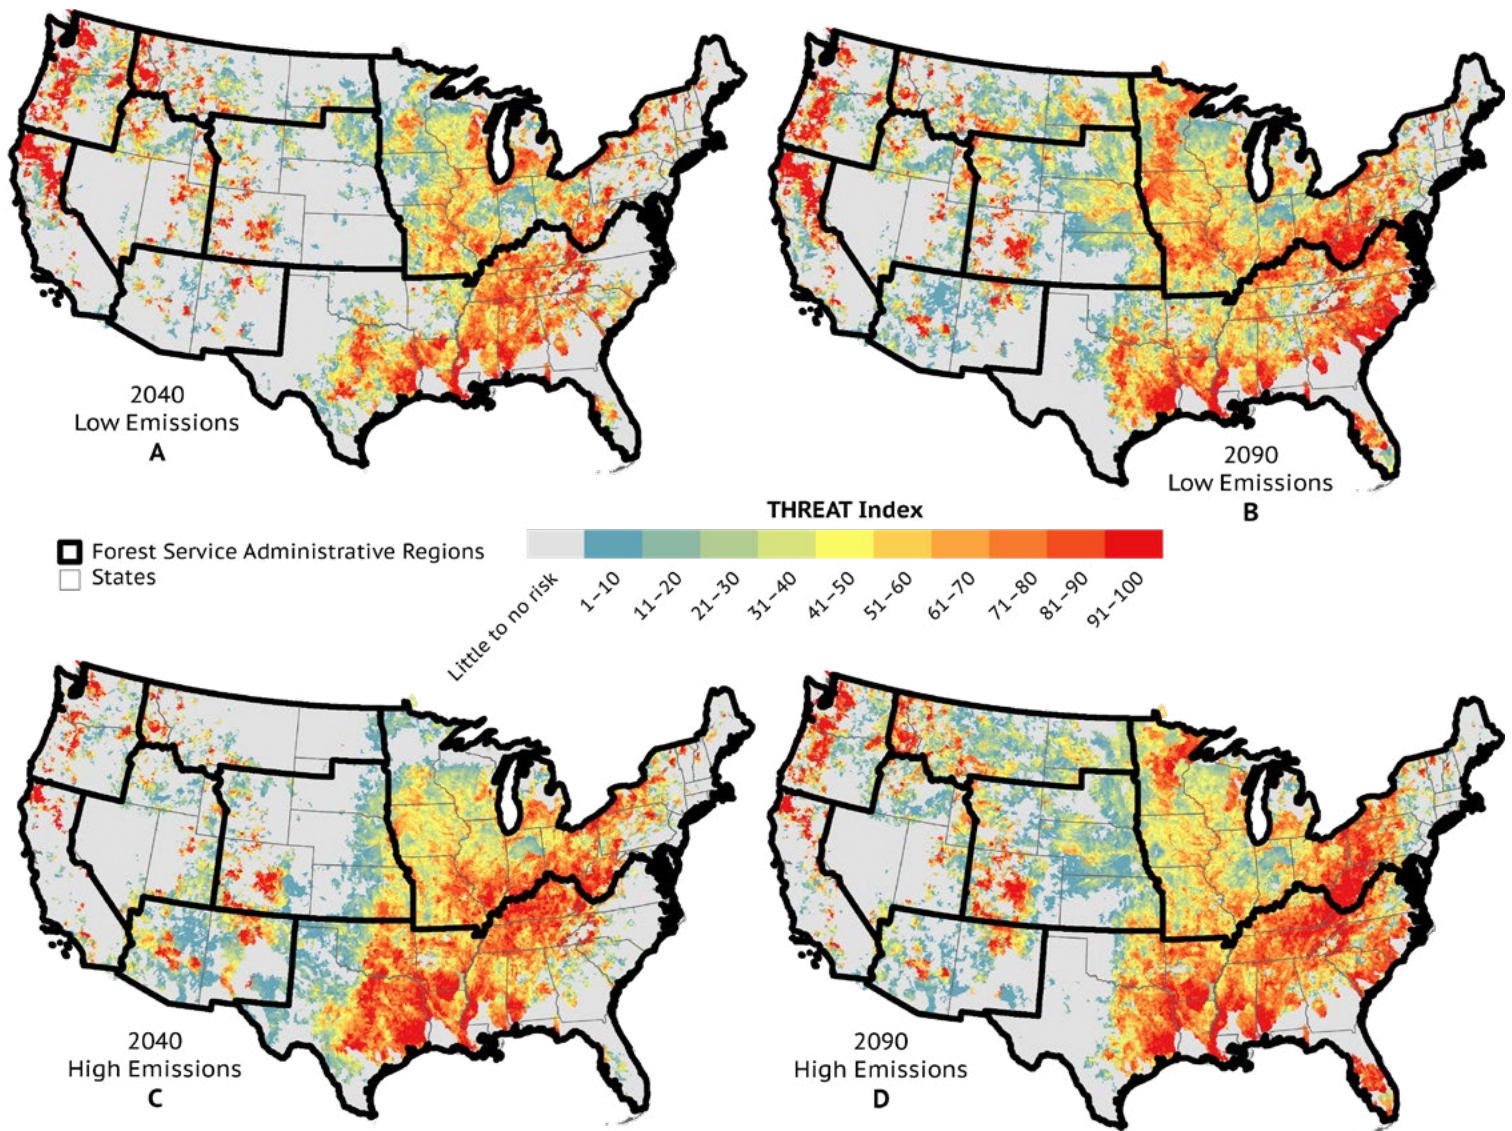 2040
Low Emissions
A
2090
Low Emissions
B
THREAT Index
Forest Service Administrative Regions
States
Little to no risk
1–10
11–20
21–30
31–40
41–50
51–60
61–70
71–80
81–90
91–100
2040
High Emissions
C
2090
High Emissions
D